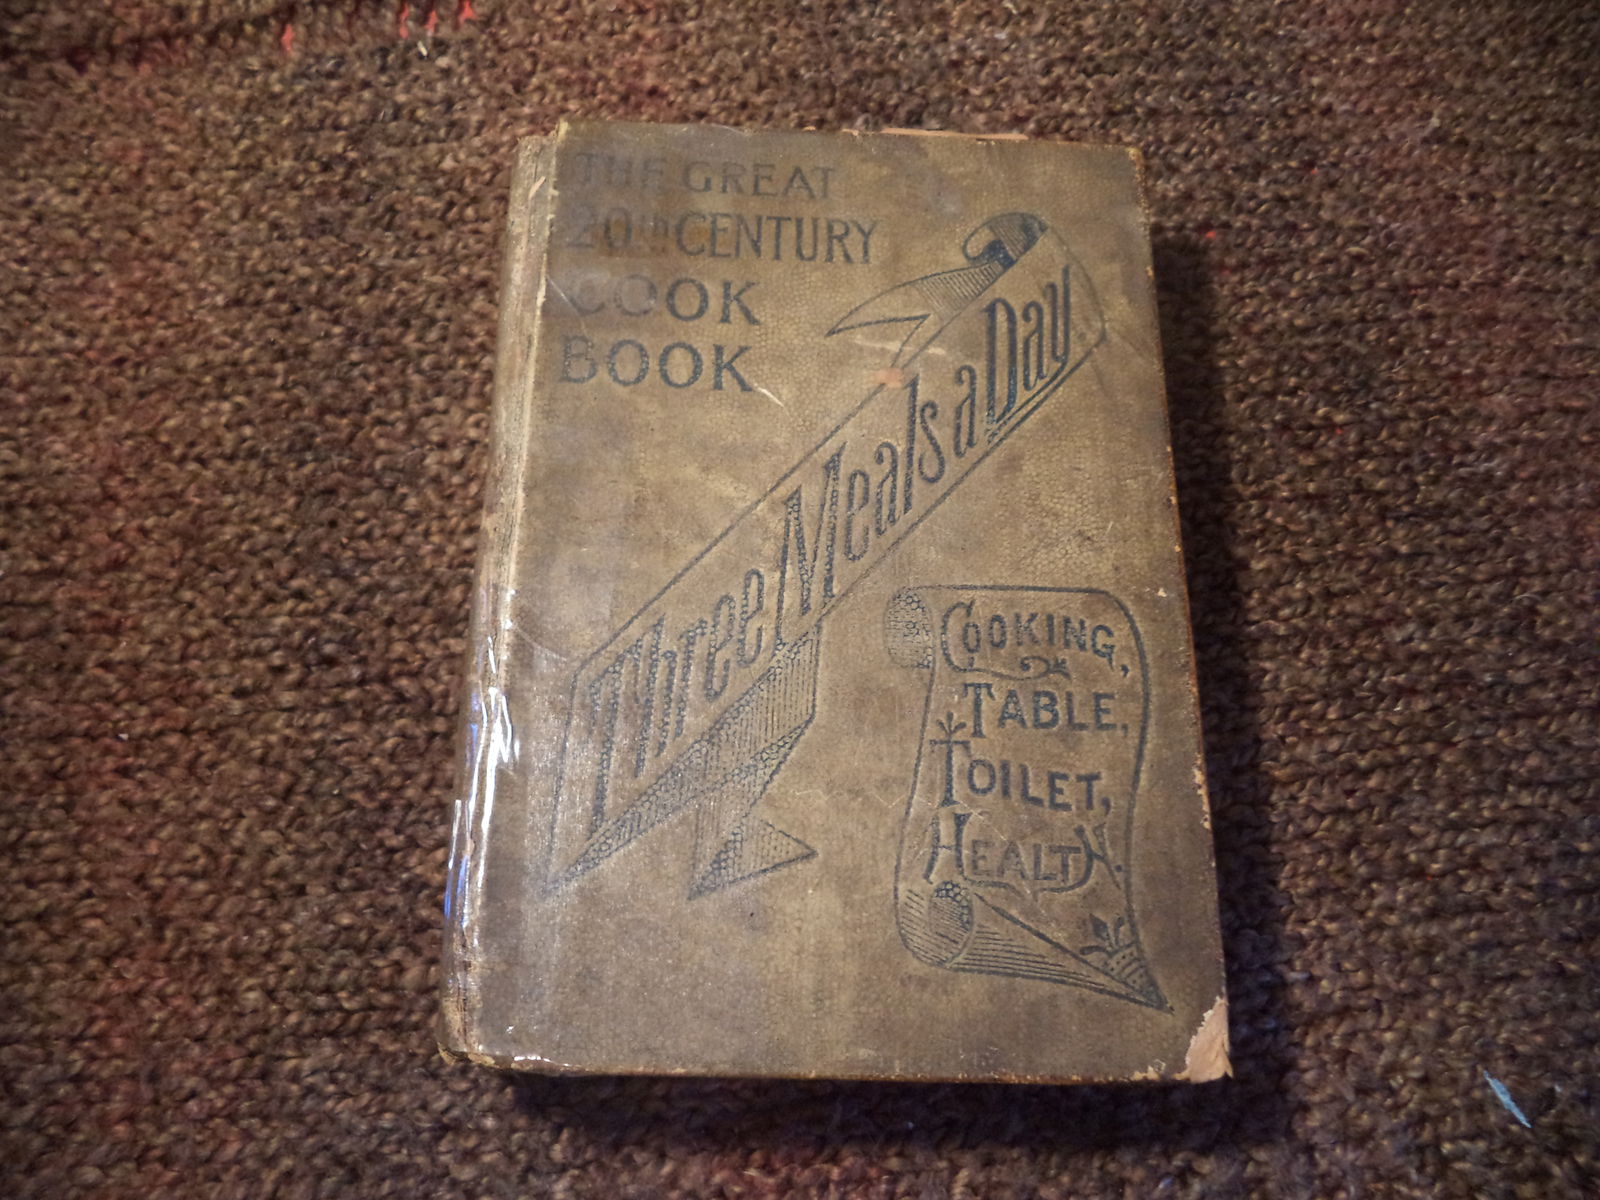 THE GREAT
20th CENTURY
COOK
BOOK
Three Meals a Day.
COOKING,
TABLE,
TOILET,
HEALTH.